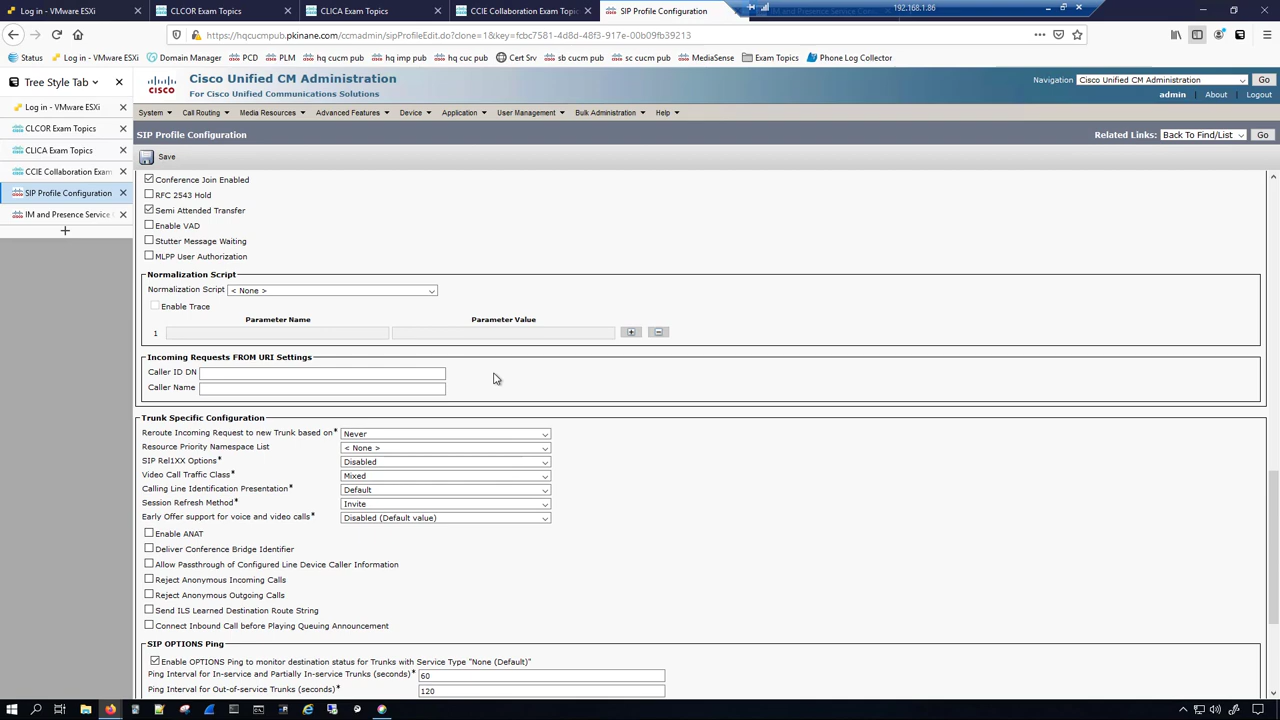 Status - VMware ESXi
CLCOR Exam Topics
CLICA Exam Topics
CCIE Collaboration Exam Topi
SIP Profile Configuration
IM and Presence Service Con
192.168.1.86
https://hqcucmpub.pkinane.com/ccmadmin/sipProfileEdit.do?clone=1&key=fcbc7581-4d8d-48f3-917e-00b09fb39213
Status
Log in - VMware ESXi
Domain Manager
PCD
PLM
hq cucm pub
hq imp pub
hq cuc pub
Cert Srv
sb cucm pub
sc cucm pub
MediaSense
Exam Topics
Phone Log Collector
Tree Style Tab
Log in - VMware ESXi
CLCOR Exam Topics
CLICA Exam Topics
CCIE Collaboration Exam
SIP Profile Configuration
IM and Presence Service
CISCO
Cisco Unified CM Administration
For Cisco Unified Communications Solutions
Navigation Cisco Unified CM Administration Go
admin About Logout
System Call Routing Media Resources Advanced Features Device Application User Management Bulk Administration Help
SIP Profile Configuration
Related Links: Back To Find/List Go
Save
Conference Join Enabled
RFC 2543 Hold
Semi Attended Transfer
Enable VAD
Stutter Message Waiting
MLPP User Authorization
Normalization Script
Normalization Script < None >
Enable Trace
Parameter Name Parameter Value
1
Incoming Requests FROM URI Settings
Caller ID DN
Caller Name
Trunk Specific Configuration
Reroute Incoming Request to new Trunk based on* Never
Resource Priority Namespace List < None >
SIP Rel1XX Options* Disabled
Video Call Traffic Class* Mixed
Calling Line Identification Presentation* Default
Session Refresh Method* Invite
Early Offer support for voice and video calls* Disabled (Default value)
Enable ANAT
Deliver Conference Bridge Identifier
Allow Passthrough of Configured Line Device Caller Information
Reject Anonymous Incoming Calls
Reject Anonymous Outgoing Calls
Send ILS Learned Destination Route String
Connect Inbound Call before Playing Queuing Announcement
SIP OPTIONS Ping
Enable OPTIONS Ping to monitor destination status for Trunks with Service Type "None (Default)"
Ping Interval for In-service and Partially In-service Trunks (seconds)* 60
Ping Interval for Out-of-service Trunks (seconds)* 120